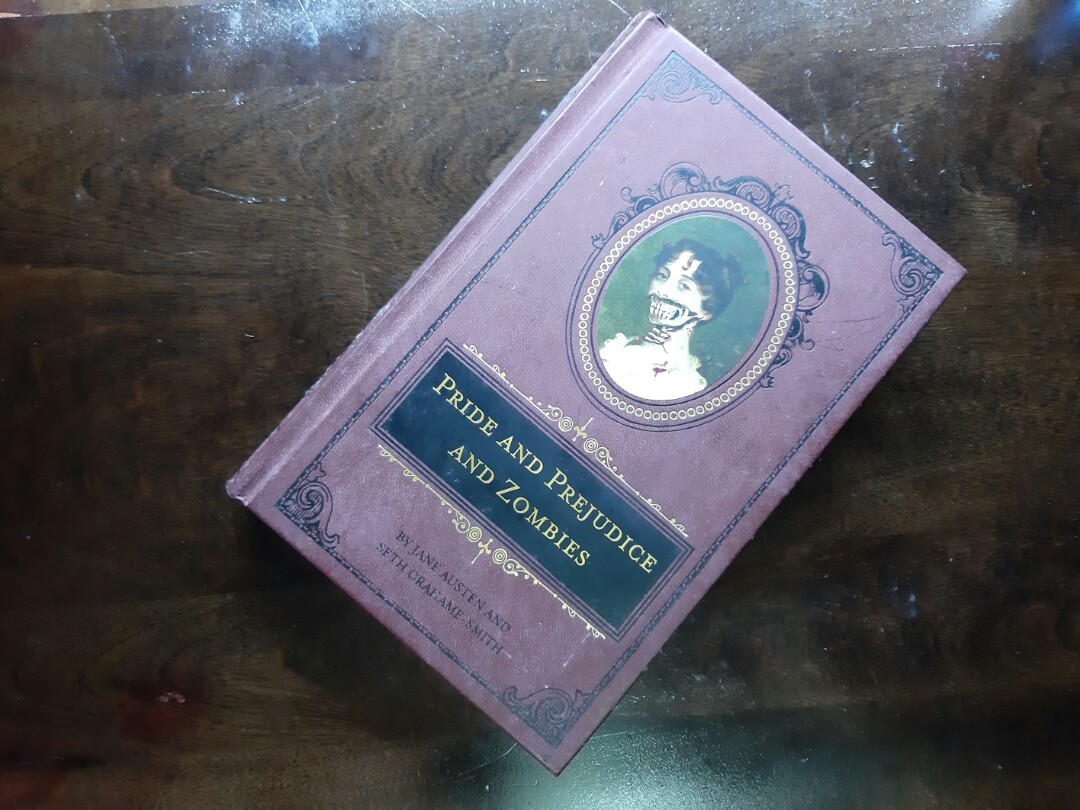 PRIDE AND PREJUDICE
AND ZOMBIES
BY JANE AUSTEN AND
SETH GRAHAME-SMITH